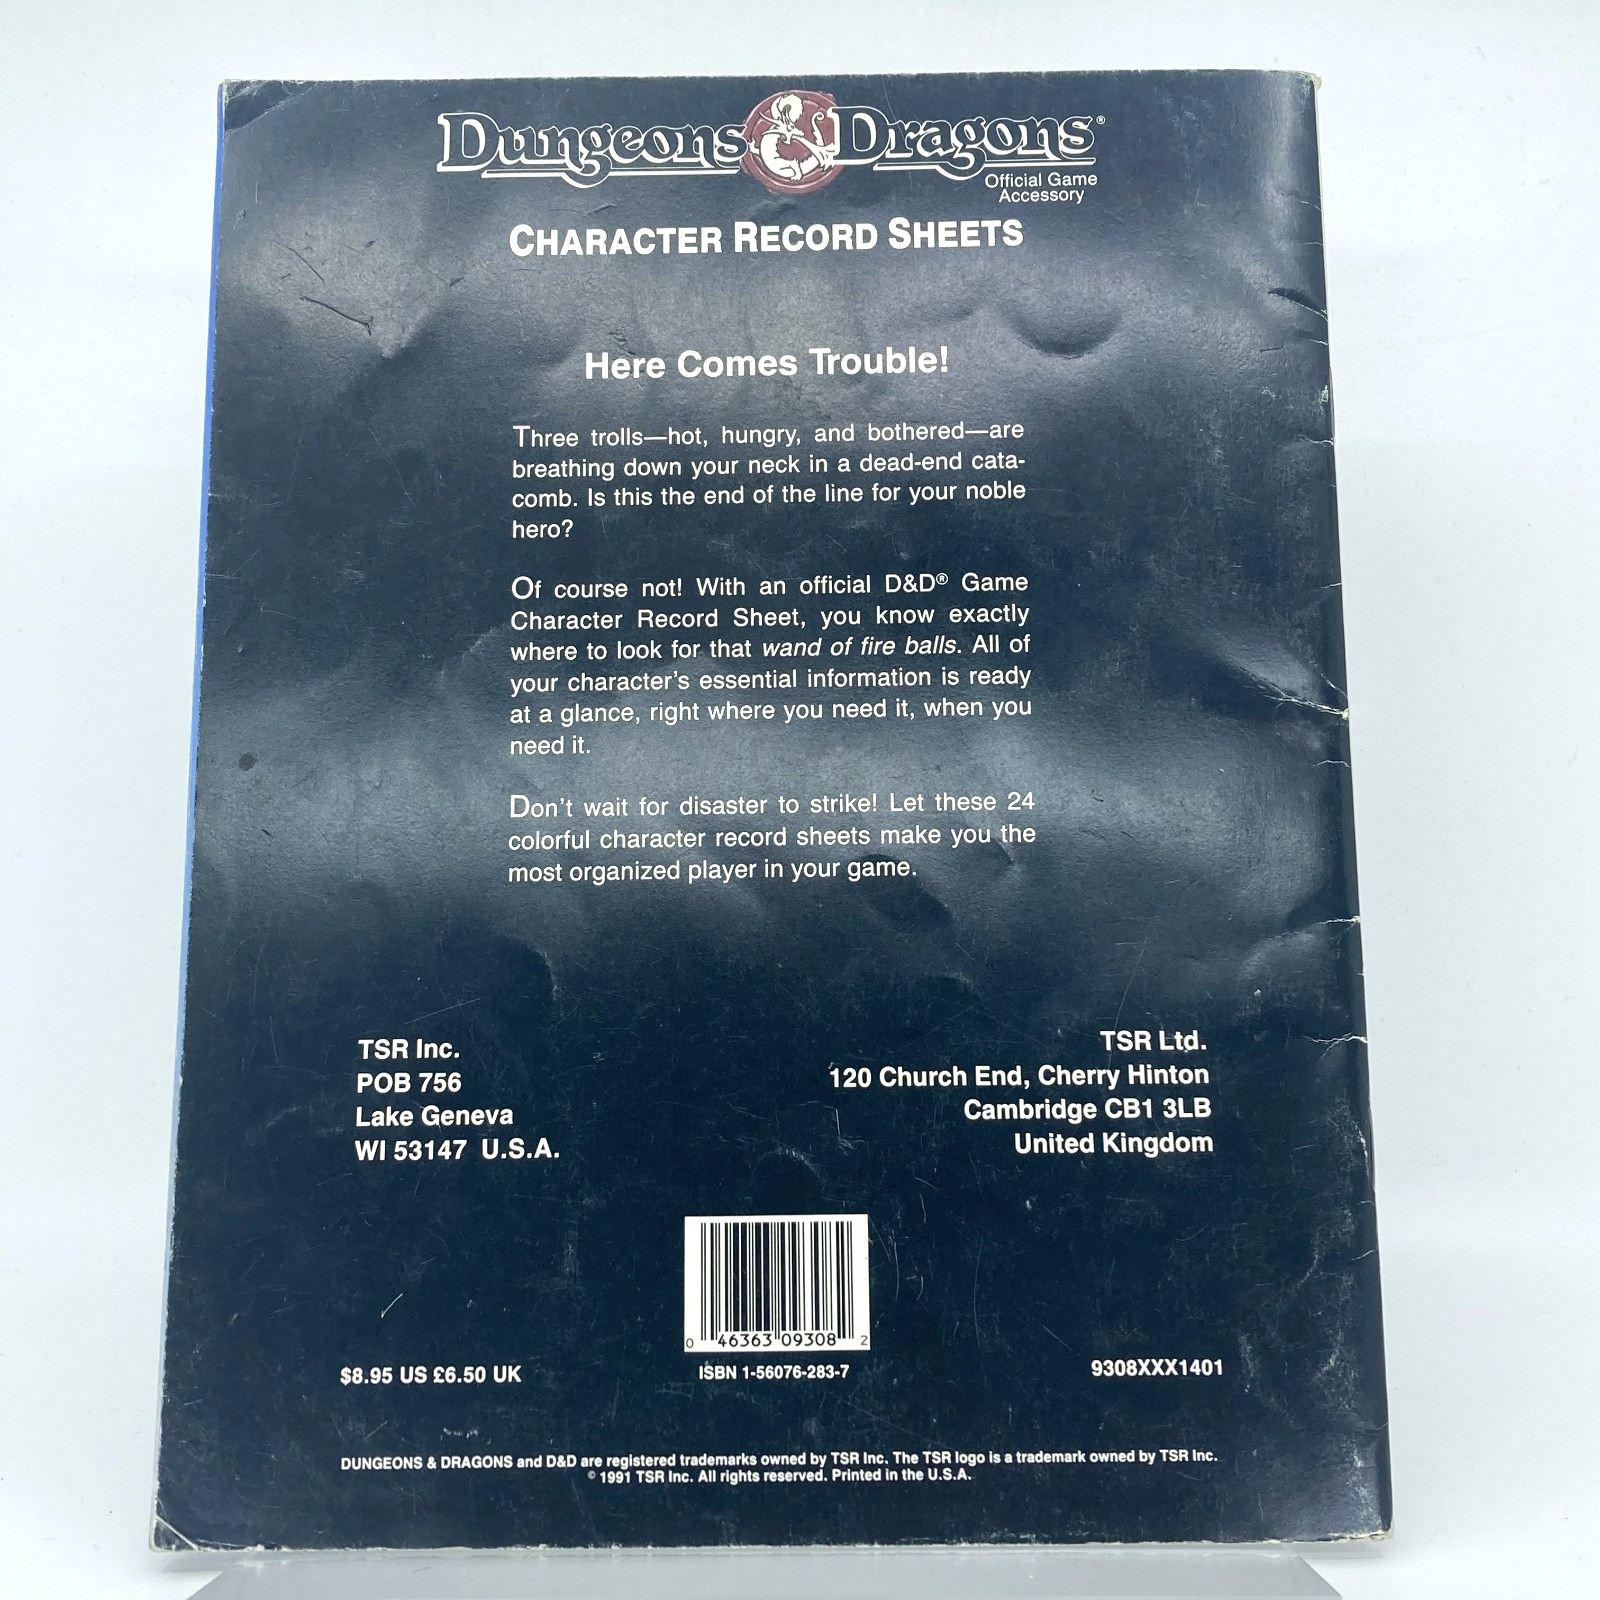 Dungeons & Dragons®
Official Game
Accessory
CHARACTER RECORD SHEETS
Here Comes Trouble!
Three trolls—hot, hungry, and bothered—are
breathing down your neck in a dead-end cata-
comb. Is this the end of the line for your noble
hero?
Of course not! With an official D&D® Game
Character Record Sheet, you know exactly
where to look for that wand of fire balls. All of
your character's essential information is ready
at a glance, right where you need it, when you
need it.
Don't wait for disaster to strike! Let these 24
colorful character record sheets make you the
most organized player in your game.
TSR Inc.
POB 756
Lake Geneva
WI 53147 U.S.A.
TSR Ltd.
120 Church End, Cherry Hinton
Cambridge CB1 3LB
United Kingdom
0 46363 09308 2
$8.95 US £6.50 UK
ISBN 1-56076-283-7
9308XXX1401
DUNGEONS & DRAGONS and D&D are registered trademarks owned by TSR Inc. The TSR logo is a trademark owned by TSR Inc.
© 1991 TSR Inc. All rights reserved. Printed in the U.S.A.